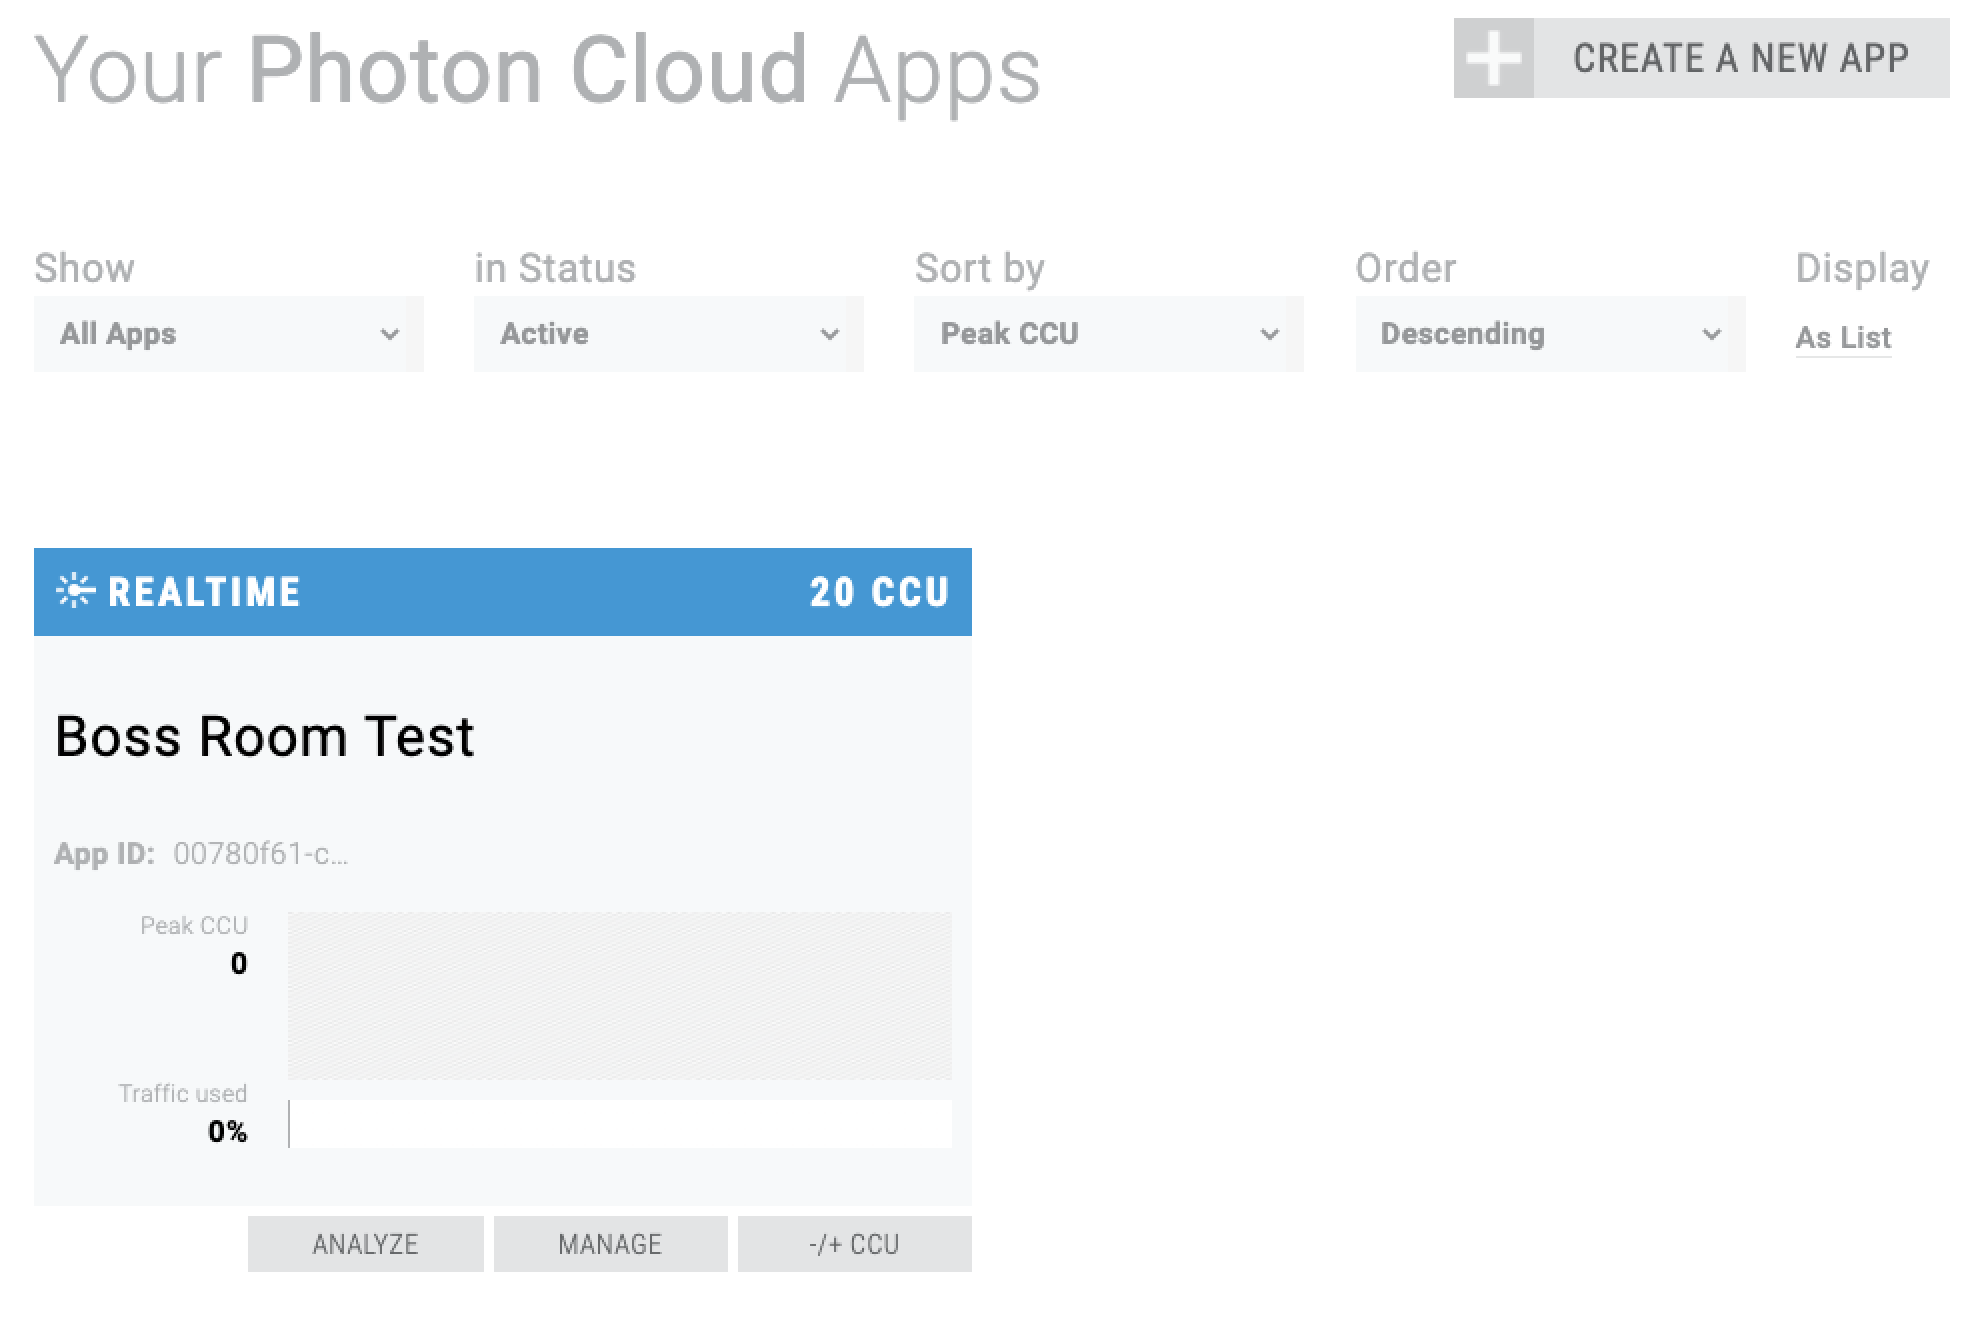 Your Photon Cloud Apps
CREATE A NEW APP
Show
in Status
Sort by
Order
Display
All Apps
Active
Peak CCU
Descending
As List
REALTIME
20 CCU
Boss Room Test
App ID: 00780f61-c...
Peak CCU
0
Traffic used
0%
ANALYZE
MANAGE
-/+ CCU